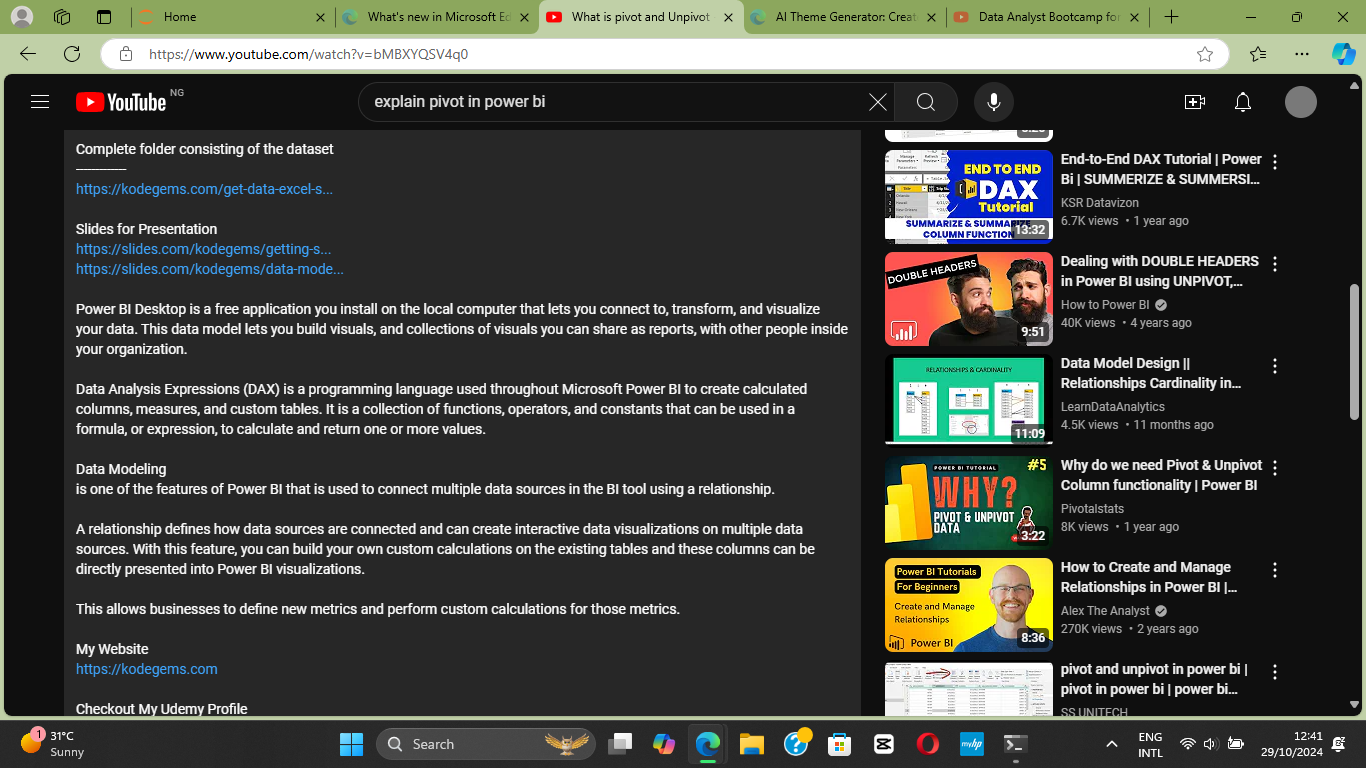 Home
What's new in Microsoft Ed
What is pivot and Unpivot
AI Theme Generator: Creat
Data Analyst Bootcamp for
https://www.youtube.com/watch?v=bMBXYQSV4q0
YouTube NG
explain pivot in power bi
Complete folder consisting of the dataset
https://kodegems.com/get-data-excel-s...
Slides for Presentation
https://slides.com/kodegems/getting-s...
https://slides.com/kodegems/data-mode...
Power BI Desktop is a free application you install on the local computer that lets you connect to, transform, and visualize
your data. This data model lets you build visuals, and collections of visuals you can share as reports, with other people inside
your organization.
Data Analysis Expressions (DAX) is a programming language used throughout Microsoft Power BI to create calculated
columns, measures, and custom tables. It is a collection of functions, operators, and constants that can be used in a
formula, or expression, to calculate and return one or more values.
Data Modeling
is one of the features of Power BI that is used to connect multiple data sources in the BI tool using a relationship.
A relationship defines how data sources are connected and can create interactive data visualizations on multiple data
sources. With this feature, you can build your own custom calculations on the existing tables and these columns can be
directly presented into Power BI visualizations.
This allows businesses to define new metrics and perform custom calculations for those metrics.
My Website
https://kodegems.com
Checkout My Udemy Profile
END TO END
DAX
Tutorial
SUMMARIZE & SUMMARIZE
COLUMN FUNCTION
13:32
End-to-End DAX Tutorial | Power
Bi | SUMMERIZE & SUMMERSI...
KSR Datavizon
6.7K views • 1 year ago
DOUBLE HEADERS
9:51
Dealing with DOUBLE HEADERS
in Power BI using UNPIVOT,...
How to Power BI
40K views • 4 years ago
RELATIONSHIPS & CARDINALITY
11:09
Data Model Design ||
Relationships Cardinality in...
LearnDataAnalytics
4.5K views • 11 months ago
POWER BI TUTORIAL
#5
WHY?
PIVOT & UNPIVOT
DATA
3:22
Why do we need Pivot & Unpivot
Column functionality | Power BI
Pivotalstats
8K views • 1 year ago
Power BI Tutorials
For Beginners
Create and Manage
Relationships
Power BI
8:36
How to Create and Manage
Relationships in Power BI |...
Alex The Analyst
270K views • 2 years ago
pivot and unpivot in power bi |
pivot in power bi | power bi...
SS UNITECH
1
31°C
Sunny
Search
myhp
ENG
INTL
12:41
29/10/2024